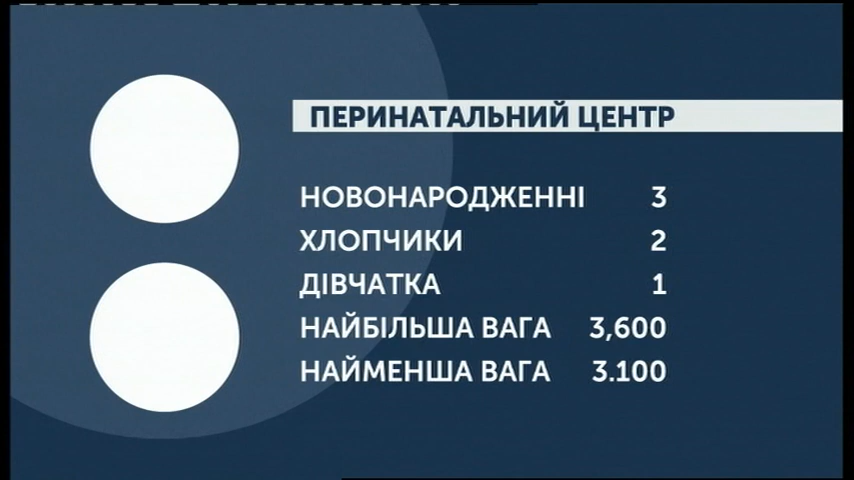 ПЕРИНАТАЛЬНИЙ ЦЕНТР
НОВОНАРОДЖЕННІ 3
ХЛОПЧИКИ 2
ДІВЧАТКА 1
НАЙБІЛЬША ВАГА 3,600
НАЙМЕНША ВАГА 3.100